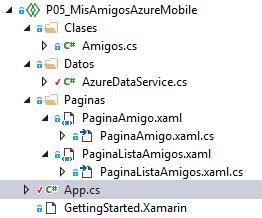 P05_MisAmigosAzureMobile
Clases
C# Amigos.cs
Datos
C# AzureDataService.cs
Paginas
PaginaAmigo.xaml
PaginaAmigo.xaml.cs
PaginaListaAmigos.xaml
PaginaListaAmigos.xaml.cs
C# App.cs
GettingStarted.Xamarin